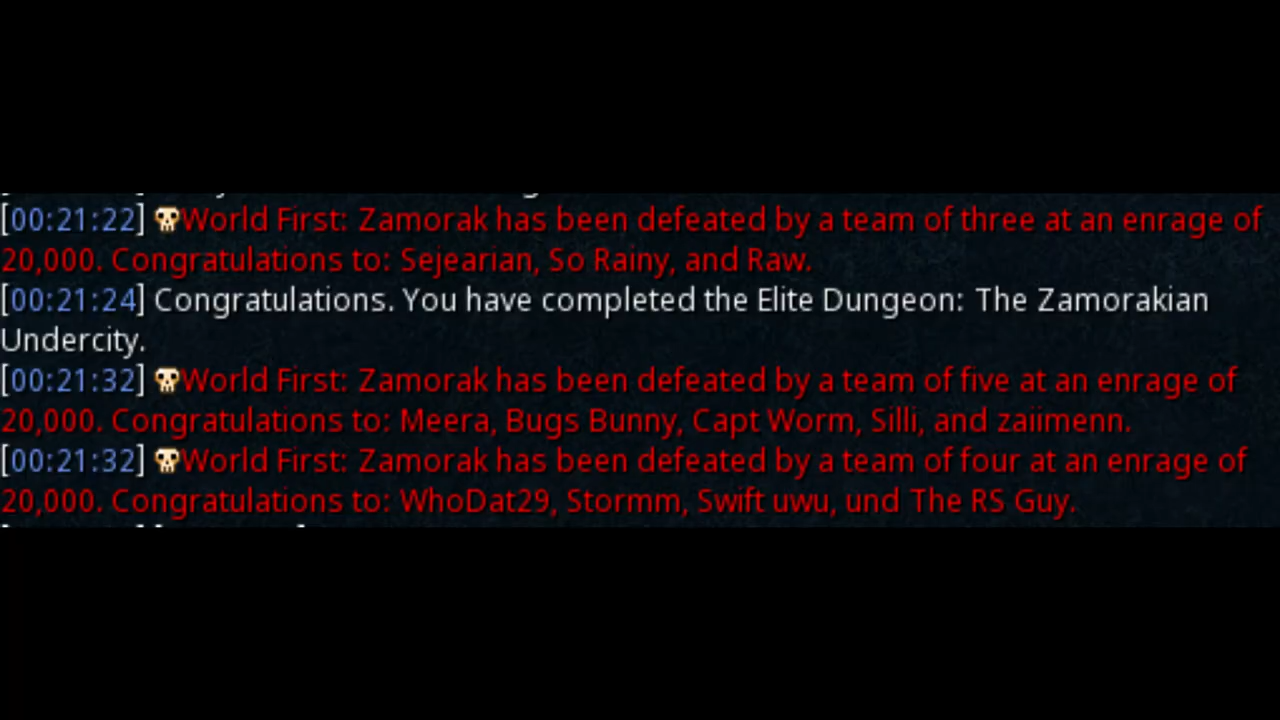 [00:21:22] World First: Zamorak has been defeated by a team of three at an enrage of
20,000. Congratulations to: Sejearian, So Rainy, and Raw.
[00:21:24] Congratulations. You have completed the Elite Dungeon: The Zamorakian
Undercity.
[00:21:32] World First: Zamorak has been defeated by a team of five at an enrage of
20,000. Congratulations to: Meera, Bugs Bunny, Capt Worm, Silli, and zaiimenn.
[00:21:32] World First: Zamorak has been defeated by a team of four at an enrage of
20,000. Congratulations to: WhoDat29, Stormm, Swift uwu, und The RS Guy.